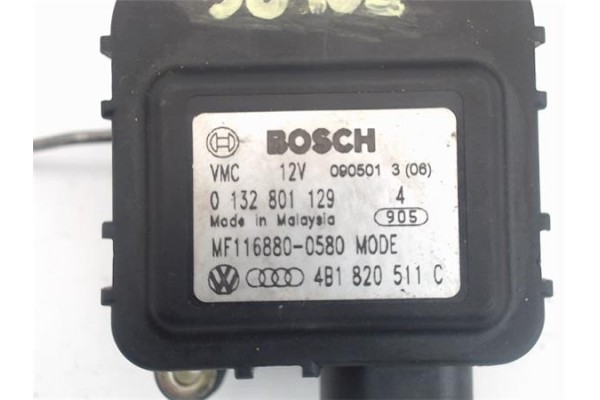 BOSCH
VMC 12V 090501 3 (06)
0 132 801 129 4
Made in Malaysia 905
MF116880-0580 MODE
VW 4B1 820 511 C